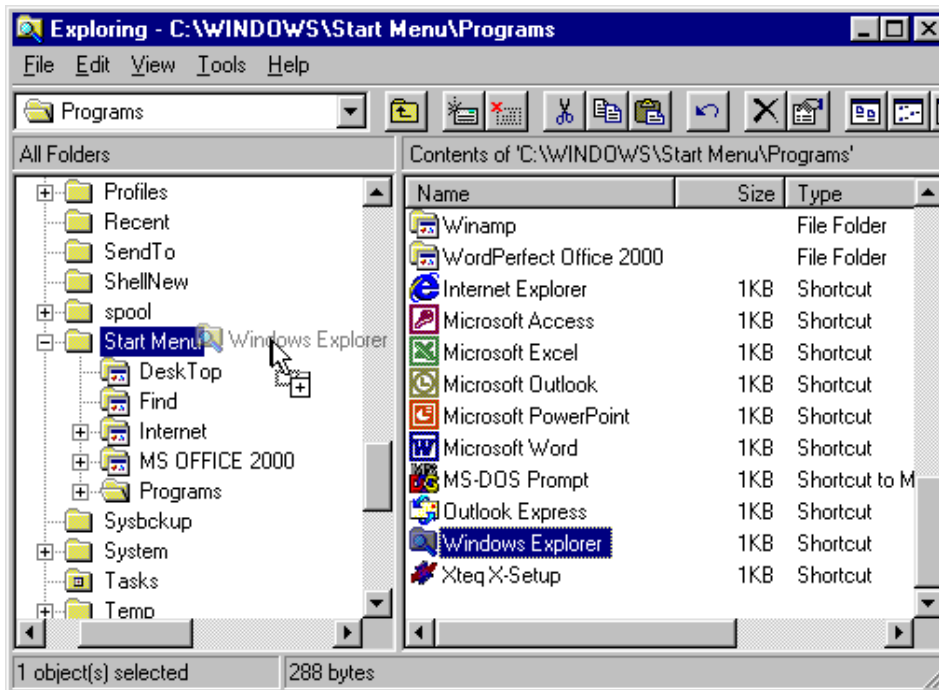 Exploring - C:\WINDOWS\Start Menu\Programs
File Edit View Tools Help
Programs
All Folders
Contents of 'C:\WINDOWS\Start Menu\Programs'
Profiles
Recent
SendTo
ShellNew
spool
Start Menu Windows Explorer
DeskTop
Find
Internet
MS OFFICE 2000
Programs
Sysbckup
System
Tasks
Temp
Name Size Type
Winamp File Folder
WordPerfect Office 2000 File Folder
Internet Explorer 1KB Shortcut
Microsoft Access 1KB Shortcut
Microsoft Excel 1KB Shortcut
Microsoft Outlook 1KB Shortcut
Microsoft PowerPoint 1KB Shortcut
Microsoft Word 1KB Shortcut
MS-DOS Prompt 1KB Shortcut to M
Outlook Express 1KB Shortcut
Windows Explorer 1KB Shortcut
Xteq X-Setup 1KB Shortcut
1 object(s) selected 288 bytes